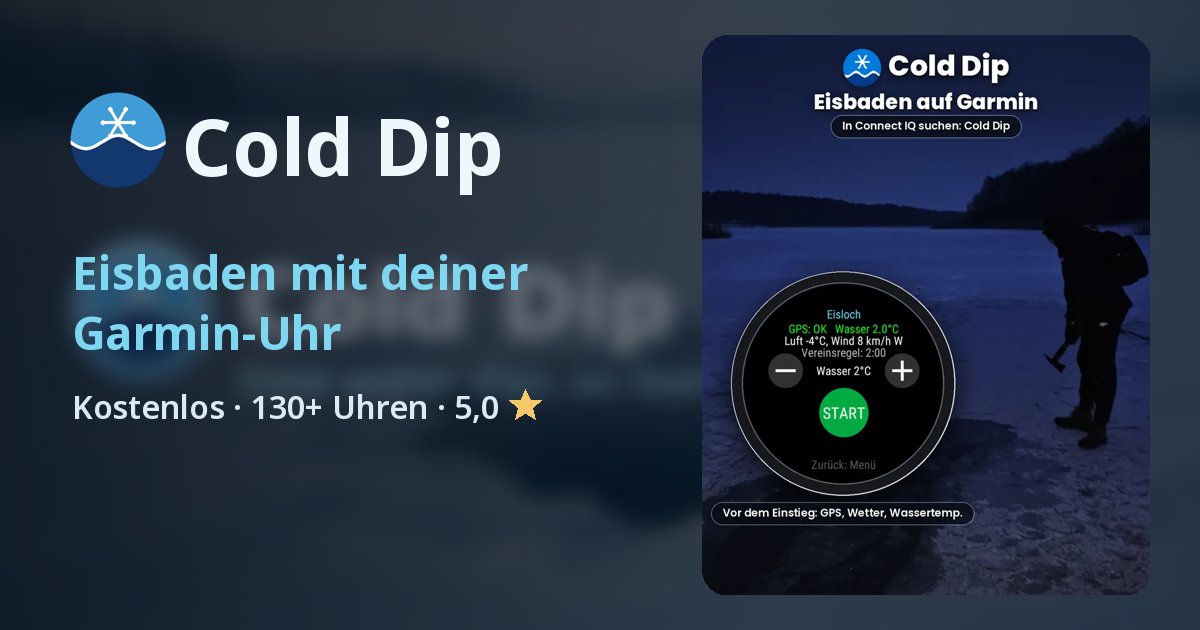 Cold Dip
Eisbaden mit deiner
Garmin-Uhr
Kostenlos · 130+ Uhren · 5,0 ⭐
Cold Dip
Eisbaden auf Garmin
In Connect IQ suchen: Cold Dip
Eisloch
GPS: OK Wasser 2.0°C
Luft -4°C, Wind 8 km/h W
Vereinsregel: 2:00
− Wasser 2°C +
START
Zurück: Menü
Vor dem Einstieg: GPS, Wetter, Wassertemp.